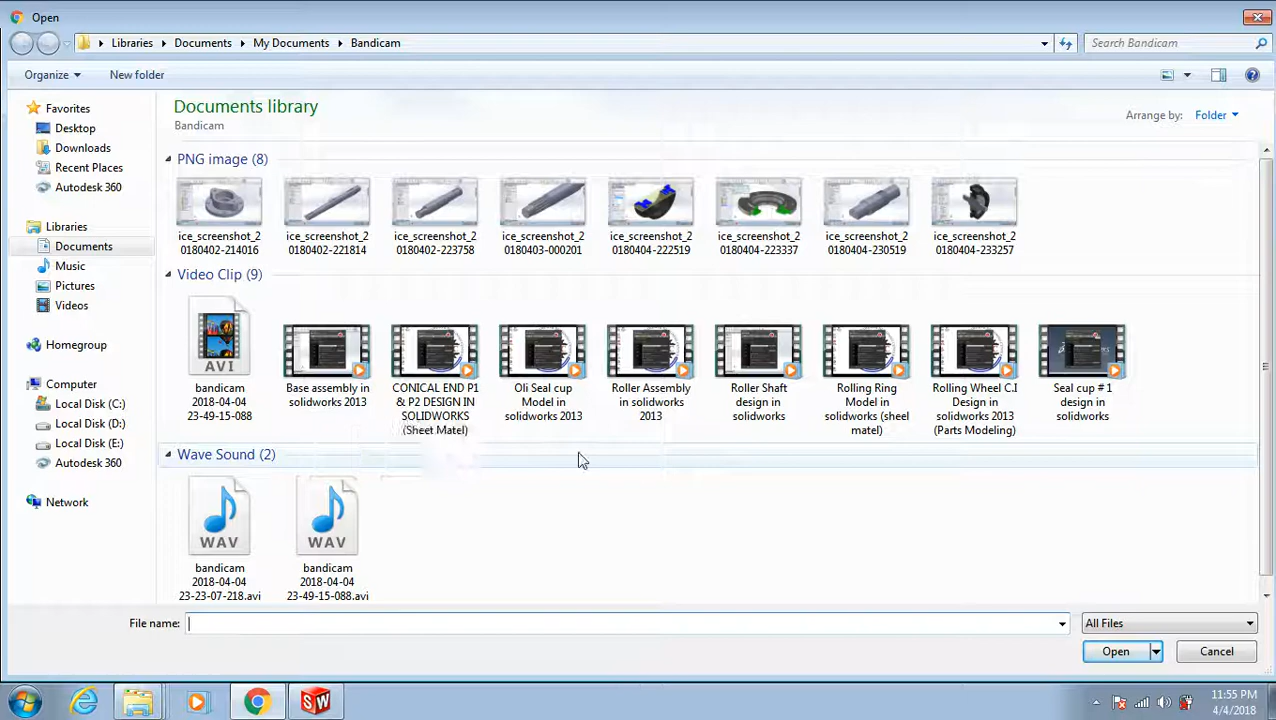 Open
Libraries Documents My Documents Bandicam
Search Bandicam
Organize New folder
Favorites
Desktop
Downloads
Recent Places
Autodesk 360
Libraries
Documents
Music
Pictures
Videos
Homegroup
Computer
Local Disk (C:)
Local Disk (D:)
Local Disk (E:)
Autodesk 360
Network
Documents library
Bandicam
Arrange by: Folder
PNG image (8)
ice_screenshot_2
0180402-214016
ice_screenshot_2
0180402-221814
ice_screenshot_2
0180402-223758
ice_screenshot_2
0180403-000201
ice_screenshot_2
0180404-222519
ice_screenshot_2
0180404-223337
ice_screenshot_2
0180404-230519
ice_screenshot_2
0180404-233257
Video Clip (9)
AVI
bandicam
2018-04-04
23-49-15-088
Base assembly in
solidworks 2013
CONICAL END P1
& P2 DESIGN IN
SOLIDWORKS
(Sheet Matel)
Oli Seal cup
Model in
solidworks 2013
Roller Assembly
in solidworks
2013
Roller Shaft
design in
solidworks
Rolling Ring
Model in
solidworks (sheet
matel)
Rolling Wheel C.I
Design in
solidworks 2013
(Parts Modeling)
Seal cup # 1
design in
solidworks
Wave Sound (2)
WAV
bandicam
2018-04-04
23-23-07-218.avi
WAV
bandicam
2018-04-04
23-49-15-088.avi
File name:
All Files
Open
Cancel
SW
11:55 PM
4/4/2018